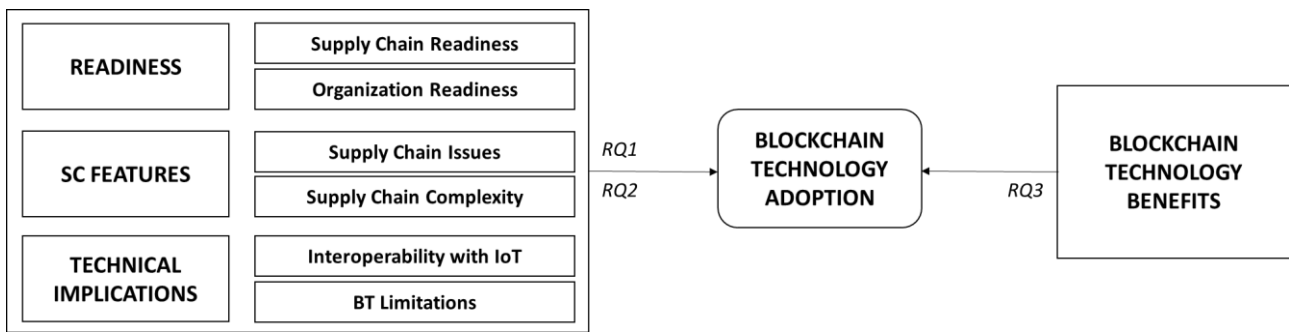 READINESS
Supply Chain Readiness
Organization Readiness
SC FEATURES
Supply Chain Issues
Supply Chain Complexity
TECHNICAL
IMPLICATIONS
Interoperability with IoT
BT Limitations
RQ1
RQ2
BLOCKCHAIN
TECHNOLOGY
ADOPTION
RQ3
BLOCKCHAIN
TECHNOLOGY
BENEFITS